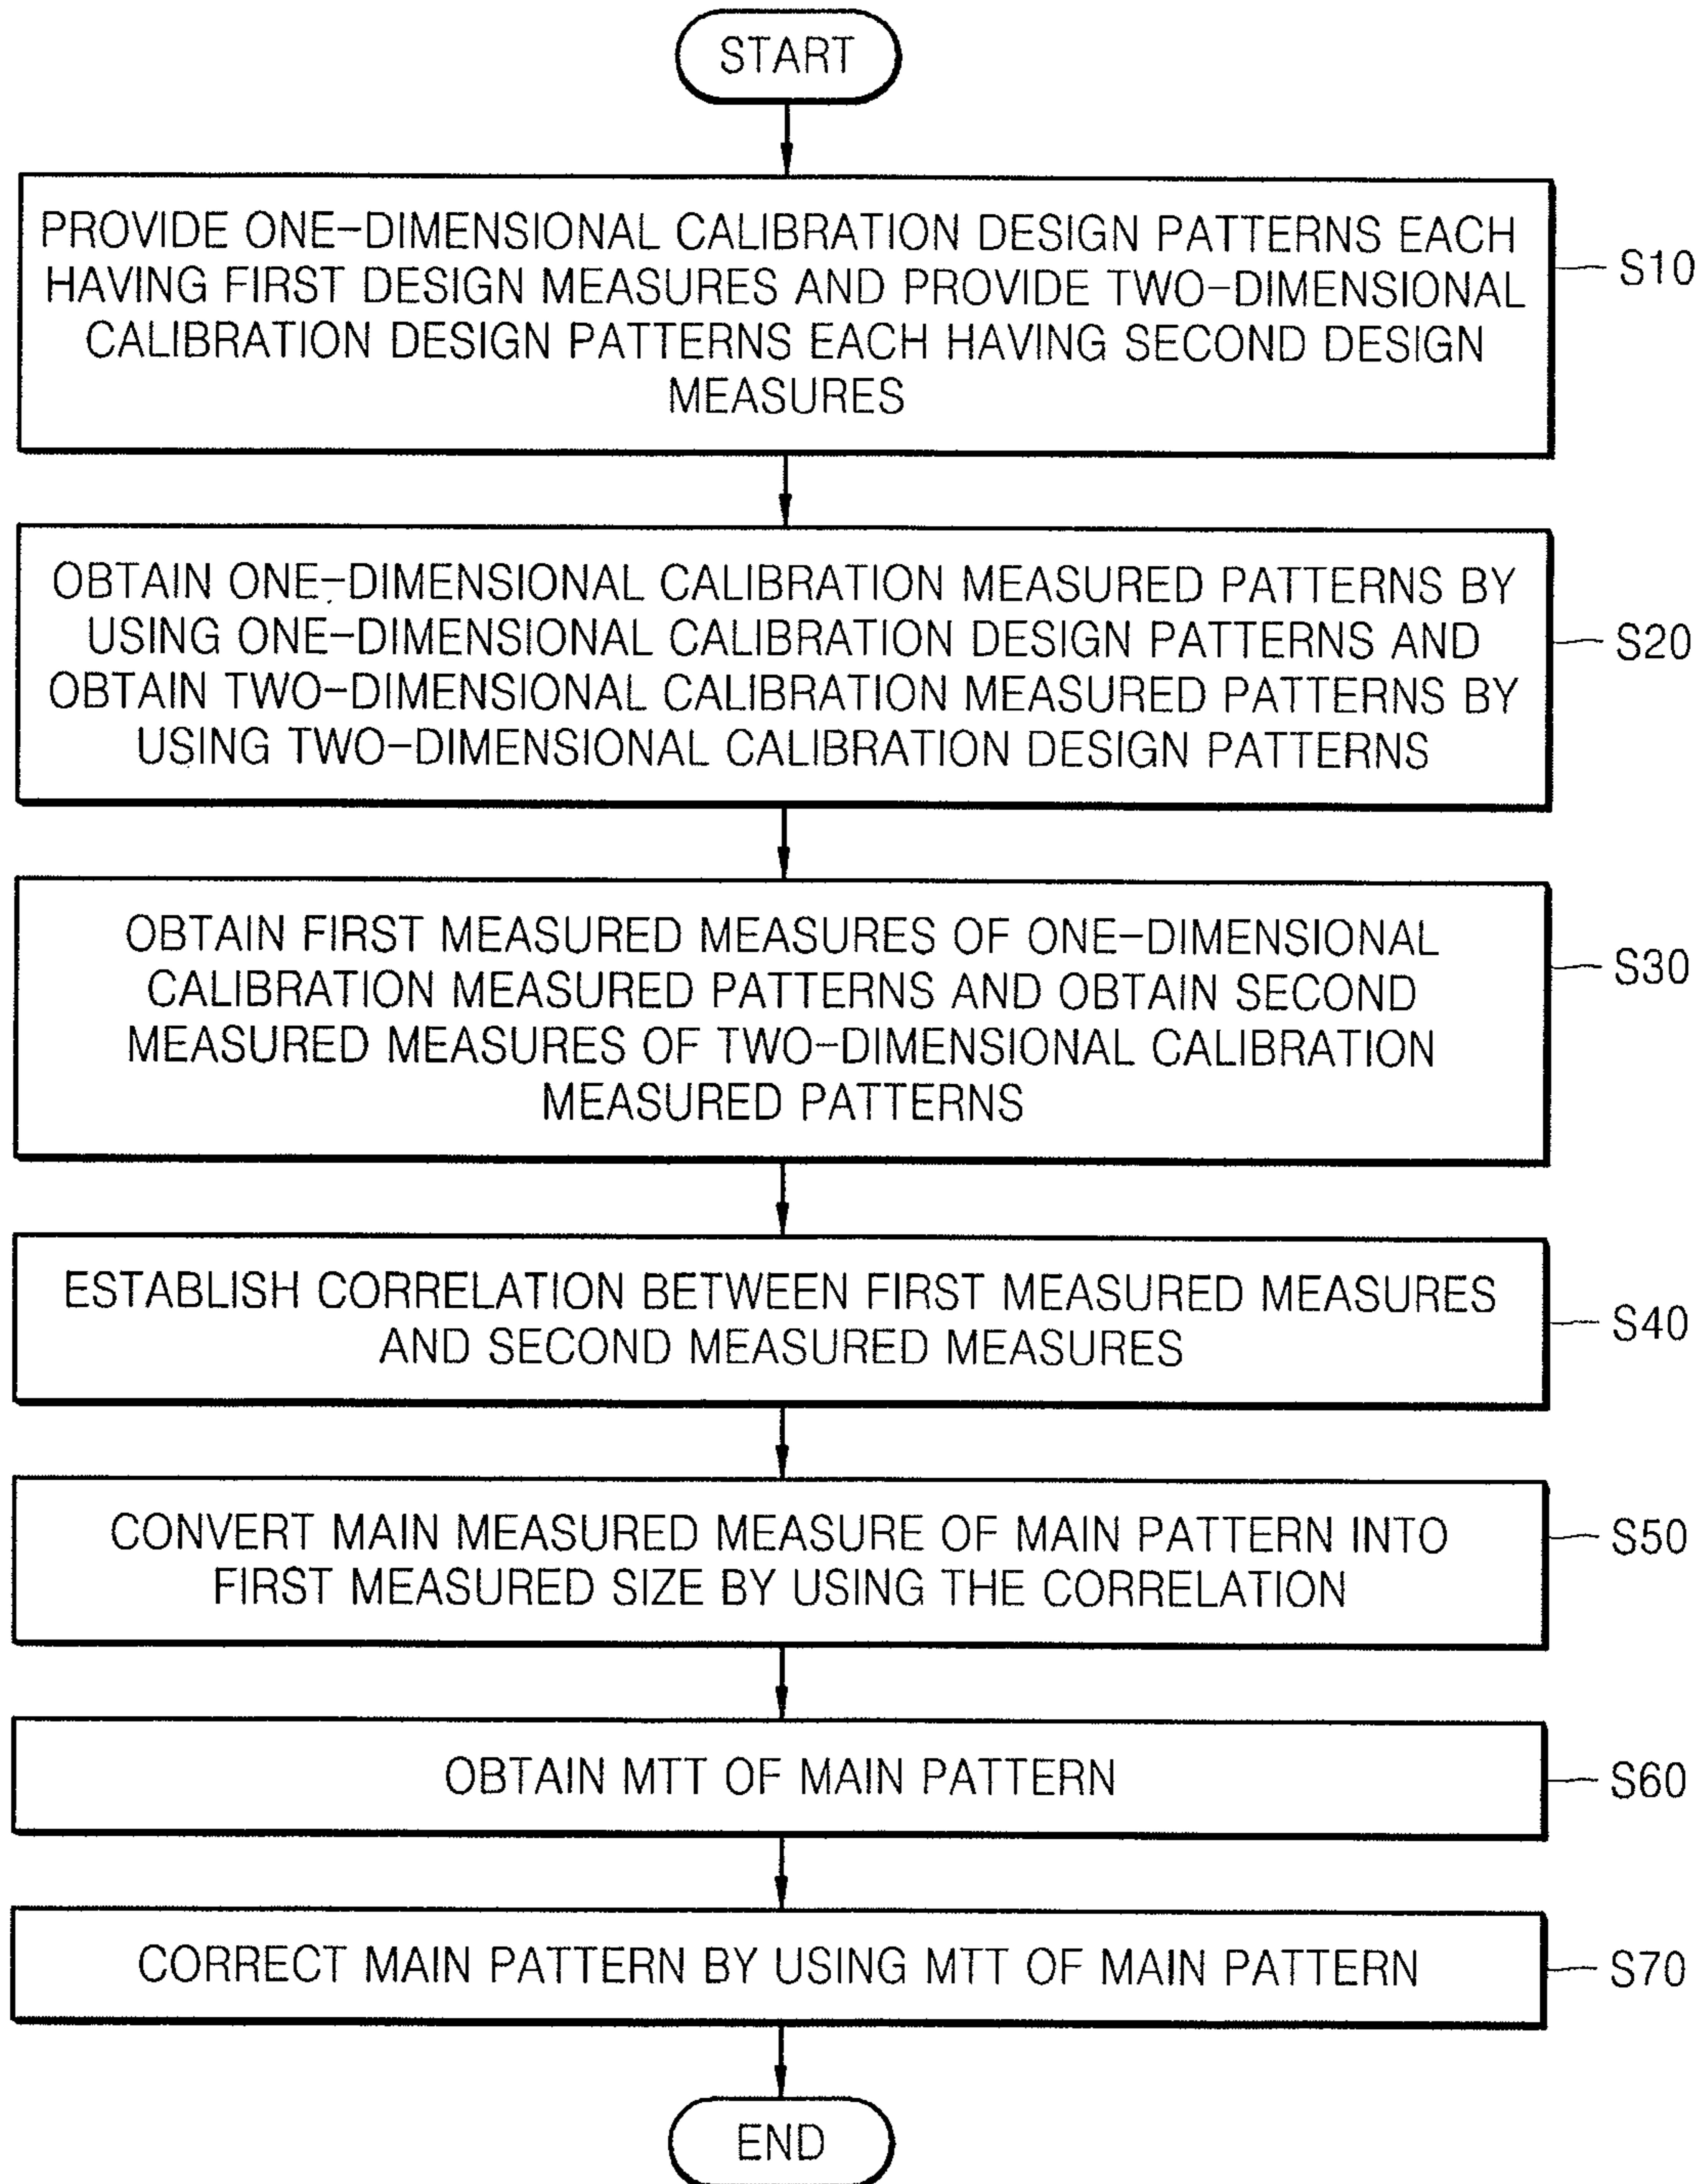 START
PROVIDE ONE-DIMENSIONAL CALIBRATION DESIGN PATTERNS EACH
HAVING FIRST DESIGN MEASURES AND PROVIDE TWO-DIMENSIONAL
CALIBRATION DESIGN PATTERNS EACH HAVING SECOND DESIGN
MEASURES
S10
OBTAIN ONE-DIMENSIONAL CALIBRATION MEASURED PATTERNS BY
USING ONE-DIMENSIONAL CALIBRATION DESIGN PATTERNS AND
OBTAIN TWO-DIMENSIONAL CALIBRATION MEASURED PATTERNS BY
USING TWO-DIMENSIONAL CALIBRATION DESIGN PATTERNS
S20
OBTAIN FIRST MEASURED MEASURES OF ONE-DIMENSIONAL
CALIBRATION MEASURED PATTERNS AND OBTAIN SECOND
MEASURED MEASURES OF TWO-DIMENSIONAL CALIBRATION
MEASURED PATTERNS
S30
ESTABLISH CORRELATION BETWEEN FIRST MEASURED MEASURES
AND SECOND MEASURED MEASURES
S40
CONVERT MAIN MEASURED MEASURE OF MAIN PATTERN INTO
FIRST MEASURED SIZE BY USING THE CORRELATION
S50
OBTAIN MTT OF MAIN PATTERN
S60
CORRECT MAIN PATTERN BY USING MTT OF MAIN PATTERN
S70
END